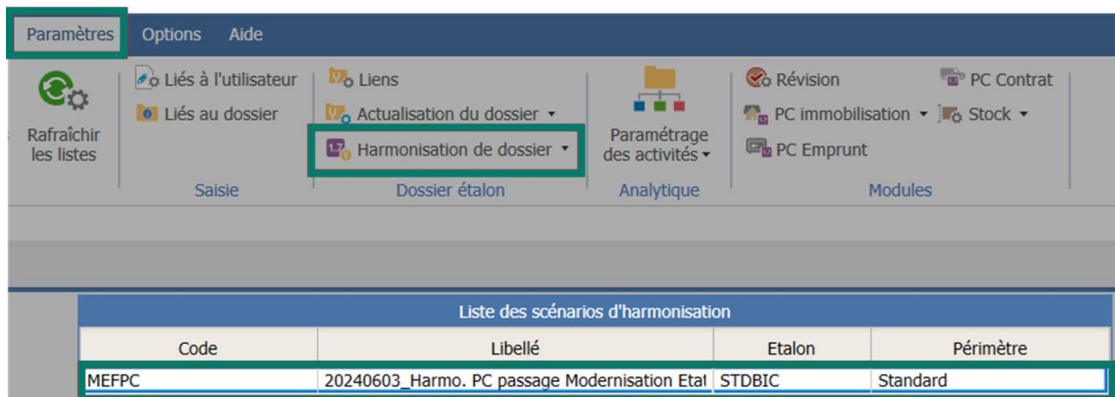 Paramètres Options Aide
Liés à l'utilisateur Liens Révision PC Contrat
Liés au dossier Actualisation du dossier PC immobilisation Stock
Rafraîchir les listes Harmonisation de dossier Paramétrage des activités PC Emprunt
Saisie Dossier étalon Analytique Modules
Liste des scénarios d'harmonisation
Code Libellé Etalon Périmètre
MEFPC 20240603_Harmo. PC passage Modernisation Etat STDBIC Standard